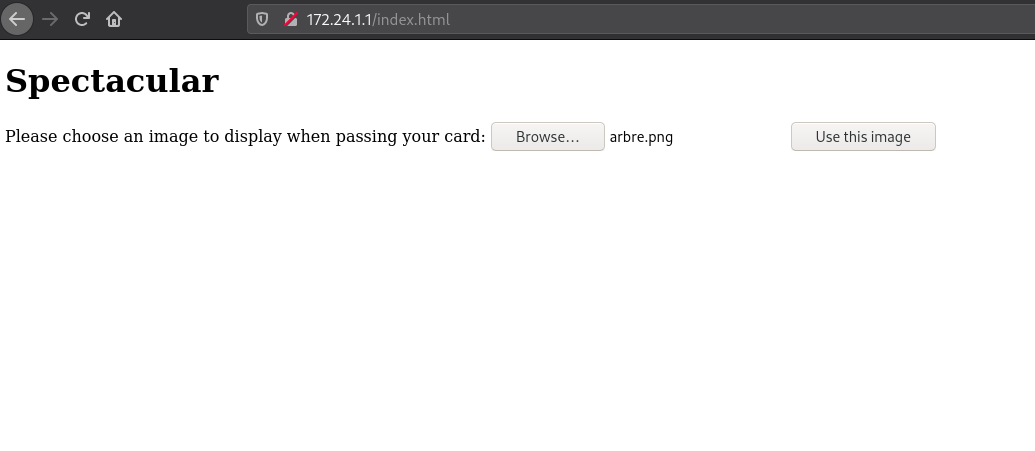 172.24.1.1/index.html
Spectacular
Please choose an image to display when passing your card: Browse... arbre.png Use this image